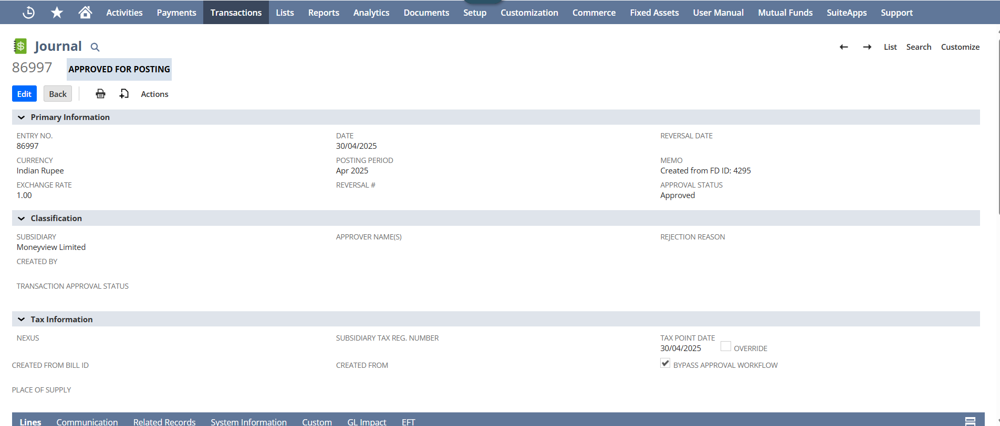 Activities Payments Transactions Lists Reports Analytics Documents Setup Customization Commerce Fixed Assets User Manual Mutual Funds SuiteApps Support
Journal
List Search Customize
86997 APPROVED FOR POSTING
Edit Back Actions
Primary Information
ENTRY NO. DATE REVERSAL DATE
86997 30/04/2025
CURRENCY POSTING PERIOD MEMO
Indian Rupee Apr 2025 Created from FD ID: 4295
EXCHANGE RATE REVERSAL # APPROVAL STATUS
1.00 Approved
Classification
SUBSIDIARY APPROVER NAME(S) REJECTION REASON
Moneyview Limited
CREATED BY
TRANSACTION APPROVAL STATUS
Tax Information
NEXUS SUBSIDIARY TAX REG. NUMBER TAX POINT DATE
30/04/2025 OVERRIDE
CREATED FROM BILL ID CREATED FROM BYPASS APPROVAL WORKFLOW
PLACE OF SUPPLY
Lines Communication Related Records System Information Custom GL Impact EFT